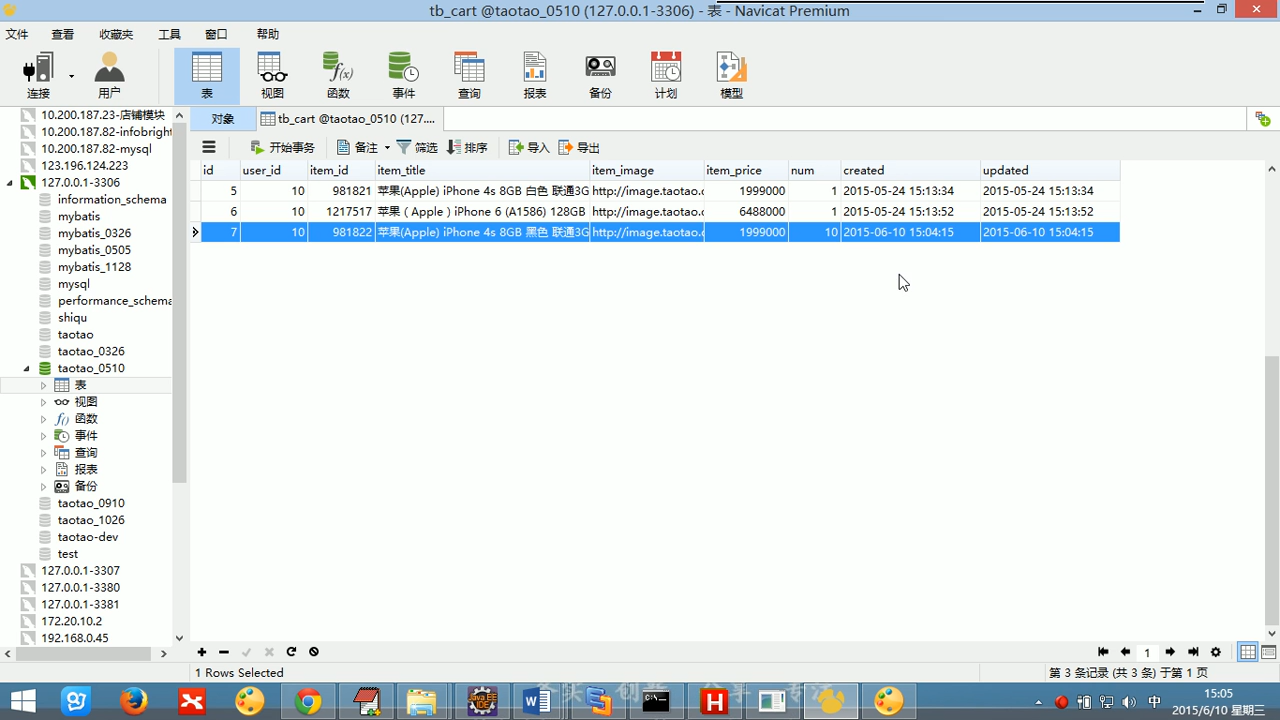 tb_cart @taotao_0510 (127.0.0.1-3306) - 表 - Navicat Premium
文件 查看 收藏夹 工具 窗口 帮助
连接 用户 表 视图 函数 事件 查询 报表 备份 计划 模型
10.200.187.23-店铺模块
10.200.187.82-infobright
10.200.187.82-mysql
123.196.124.223
127.0.0.1-3306
information_schema
mybatis
mybatis_0326
mybatis_0505
mybatis_1128
mysql
performance_schema
shiqu
taotao
taotao_0326
taotao_0510
表
视图
函数
事件
查询
报表
备份
taotao_0910
taotao_1026
taotao-dev
test
127.0.0.1-3307
127.0.0.1-3380
127.0.0.1-3381
172.20.10.2
192.168.0.45
对象 tb_cart @taotao_0510 (127....
开始事务 备注 筛选 排序 导入 导出
id user_id item_id item_title item_image item_price num created updated
5 10 981821 苹果(Apple) iPhone 4s 8GB 白色 联通3G http://image.taotao.c 1999000 1 2015-05-24 15:13:34 2015-05-24 15:13:34
6 10 1217517 苹果（Apple）iPhone 6 (A1586) 128GB http://image.taotao.c 6488000 1 2015-05-24 15:13:52 2015-05-24 15:13:52
7 10 981822 苹果(Apple) iPhone 4s 8GB 黑色 联通3G http://image.taotao.c 1999000 10 2015-06-10 15:04:15 2015-06-10 15:04:15
1
1 Rows Selected 第 3 条记录 (共 3 条) 于第 1 页
中 15:05
2015/6/10 星期三